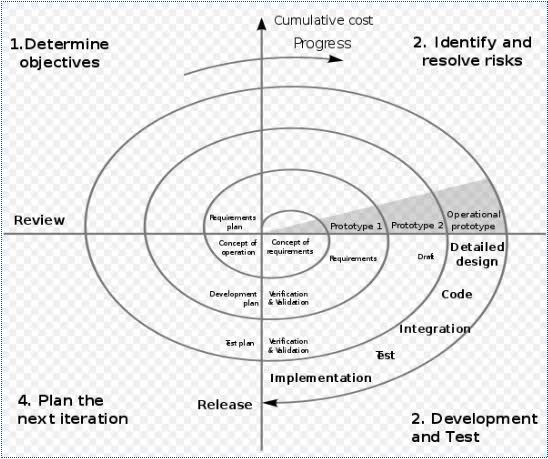 Cumulative cost
Progress
1.Determine
objectives
2. Identify and
resolve risks
Requirements
plan
Prototype 1
Prototype 2
Operational
prototype
Review
Concept of
operation
Concept of
requirements
Requirements
Draft
Detailed
design
Development
plan
Verification
& Validation
Code
Test plan
Verification
& Validation
Integration
Test
Implementation
Release
4. Plan the
next iteration
2. Development
and Test